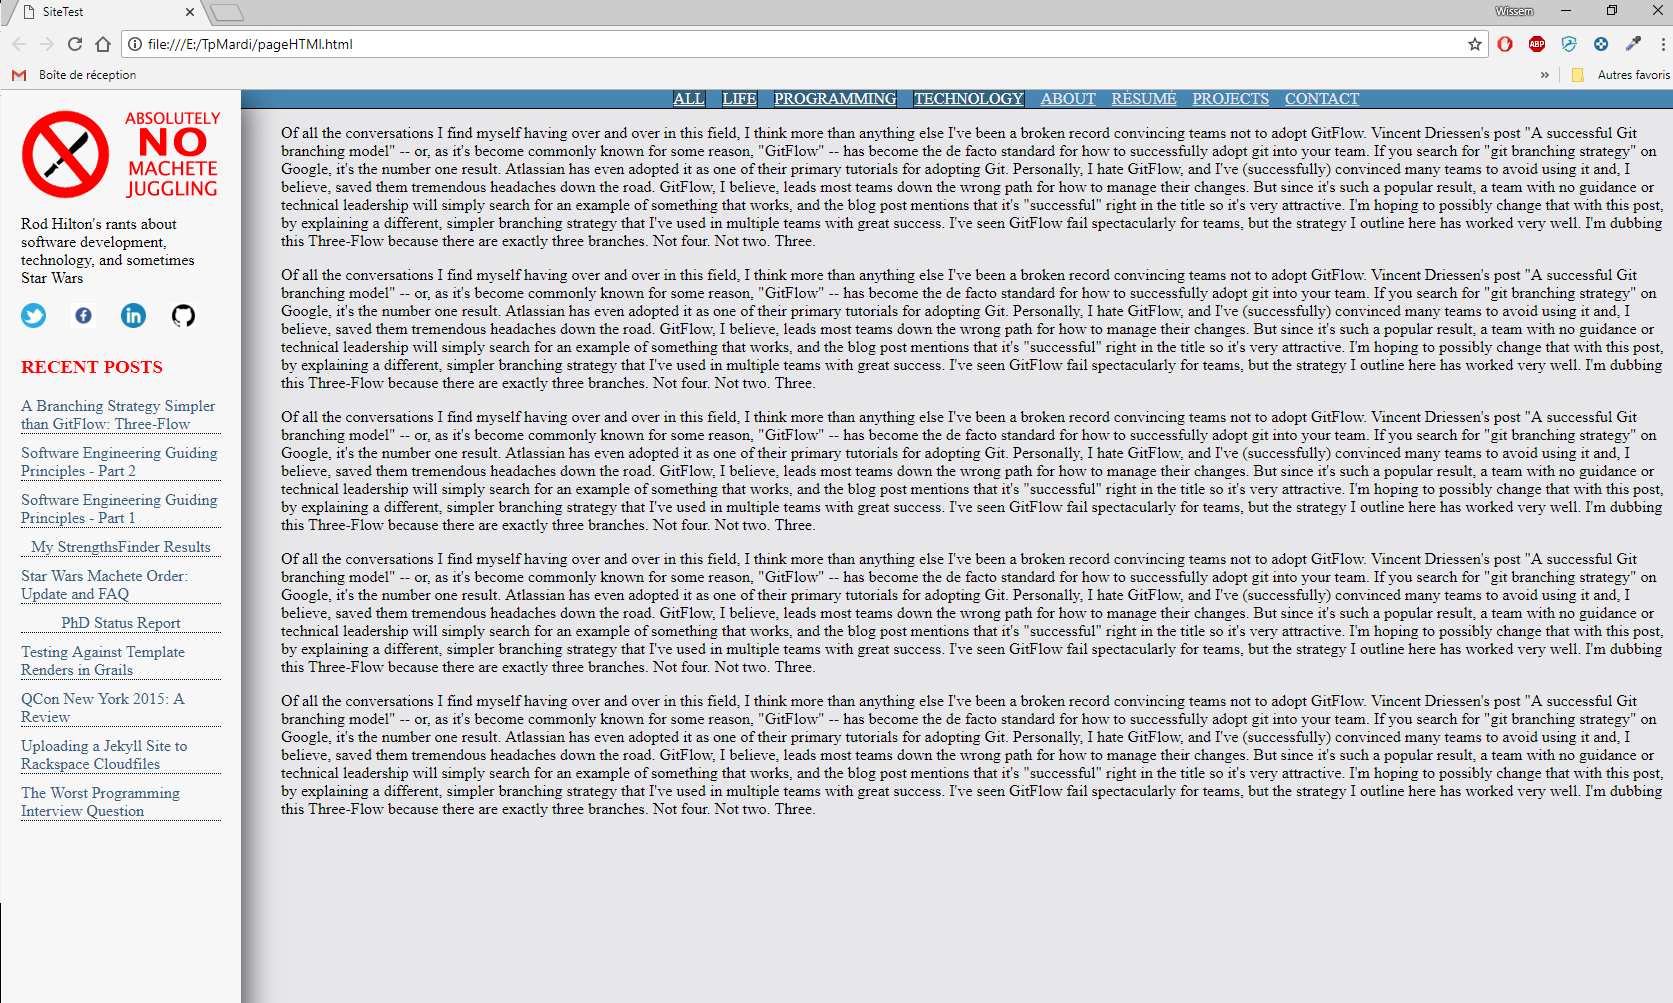 SiteTest
Wissem
file:///E:/TpMardi/pageHTMl.html
ABP
Boîte de réception
»
Autres favoris
ALL LIFE PROGRAMMING TECHNOLOGY ABOUT RÉSUMÉ PROJECTS CONTACT
ABSOLUTELY
NO
MACHETE
JUGGLING
Rod Hilton's rants about
software development,
technology, and sometimes
Star Wars
RECENT POSTS
A Branching Strategy Simpler
than GitFlow: Three-Flow
Software Engineering Guiding
Principles - Part 2
Software Engineering Guiding
Principles - Part 1
My StrengthsFinder Results
Star Wars Machete Order:
Update and FAQ
PhD Status Report
Testing Against Template
Renders in Grails
QCon New York 2015: A
Review
Uploading a Jekyll Site to
Rackspace Cloudfiles
The Worst Programming
Interview Question
Of all the conversations I find myself having over and over in this field, I think more than anything else I've been a broken record convincing teams not to adopt GitFlow. Vincent Driessen's post "A successful Git
branching model" -- or, as it's become commonly known for some reason, "GitFlow" -- has become the de facto standard for how to successfully adopt git into your team. If you search for "git branching strategy" on
Google, it's the number one result. Atlassian has even adopted it as one of their primary tutorials for adopting Git. Personally, I hate GitFlow, and I've (successfully) convinced many teams to avoid using it and, I
believe, saved them tremendous headaches down the road. GitFlow, I believe, leads most teams down the wrong path for how to manage their changes. But since it's such a popular result, a team with no guidance or
technical leadership will simply search for an example of something that works, and the blog post mentions that it's "successful" right in the title so it's very attractive. I'm hoping to possibly change that with this post,
by explaining a different, simpler branching strategy that I've used in multiple teams with great success. I've seen GitFlow fail spectacularly for teams, but the strategy I outline here has worked very well. I'm dubbing
this Three-Flow because there are exactly three branches. Not four. Not two. Three.
Of all the conversations I find myself having over and over in this field, I think more than anything else I've been a broken record convincing teams not to adopt GitFlow. Vincent Driessen's post "A successful Git
branching model" -- or, as it's become commonly known for some reason, "GitFlow" -- has become the de facto standard for how to successfully adopt git into your team. If you search for "git branching strategy" on
Google, it's the number one result. Atlassian has even adopted it as one of their primary tutorials for adopting Git. Personally, I hate GitFlow, and I've (successfully) convinced many teams to avoid using it and, I
believe, saved them tremendous headaches down the road. GitFlow, I believe, leads most teams down the wrong path for how to manage their changes. But since it's such a popular result, a team with no guidance or
technical leadership will simply search for an example of something that works, and the blog post mentions that it's "successful" right in the title so it's very attractive. I'm hoping to possibly change that with this post,
by explaining a different, simpler branching strategy that I've used in multiple teams with great success. I've seen GitFlow fail spectacularly for teams, but the strategy I outline here has worked very well. I'm dubbing
this Three-Flow because there are exactly three branches. Not four. Not two. Three.
Of all the conversations I find myself having over and over in this field, I think more than anything else I've been a broken record convincing teams not to adopt GitFlow. Vincent Driessen's post "A successful Git
branching model" -- or, as it's become commonly known for some reason, "GitFlow" -- has become the de facto standard for how to successfully adopt git into your team. If you search for "git branching strategy" on
Google, it's the number one result. Atlassian has even adopted it as one of their primary tutorials for adopting Git. Personally, I hate GitFlow, and I've (successfully) convinced many teams to avoid using it and, I
believe, saved them tremendous headaches down the road. GitFlow, I believe, leads most teams down the wrong path for how to manage their changes. But since it's such a popular result, a team with no guidance or
technical leadership will simply search for an example of something that works, and the blog post mentions that it's "successful" right in the title so it's very attractive. I'm hoping to possibly change that with this post,
by explaining a different, simpler branching strategy that I've used in multiple teams with great success. I've seen GitFlow fail spectacularly for teams, but the strategy I outline here has worked very well. I'm dubbing
this Three-Flow because there are exactly three branches. Not four. Not two. Three.
Of all the conversations I find myself having over and over in this field, I think more than anything else I've been a broken record convincing teams not to adopt GitFlow. Vincent Driessen's post "A successful Git
branching model" -- or, as it's become commonly known for some reason, "GitFlow" -- has become the de facto standard for how to successfully adopt git into your team. If you search for "git branching strategy" on
Google, it's the number one result. Atlassian has even adopted it as one of their primary tutorials for adopting Git. Personally, I hate GitFlow, and I've (successfully) convinced many teams to avoid using it and, I
believe, saved them tremendous headaches down the road. GitFlow, I believe, leads most teams down the wrong path for how to manage their changes. But since it's such a popular result, a team with no guidance or
technical leadership will simply search for an example of something that works, and the blog post mentions that it's "successful" right in the title so it's very attractive. I'm hoping to possibly change that with this post,
by explaining a different, simpler branching strategy that I've used in multiple teams with great success. I've seen GitFlow fail spectacularly for teams, but the strategy I outline here has worked very well. I'm dubbing
this Three-Flow because there are exactly three branches. Not four. Not two. Three.
Of all the conversations I find myself having over and over in this field, I think more than anything else I've been a broken record convincing teams not to adopt GitFlow. Vincent Driessen's post "A successful Git
branching model" -- or, as it's become commonly known for some reason, "GitFlow" -- has become the de facto standard for how to successfully adopt git into your team. If you search for "git branching strategy" on
Google, it's the number one result. Atlassian has even adopted it as one of their primary tutorials for adopting Git. Personally, I hate GitFlow, and I've (successfully) convinced many teams to avoid using it and, I
believe, saved them tremendous headaches down the road. GitFlow, I believe, leads most teams down the wrong path for how to manage their changes. But since it's such a popular result, a team with no guidance or
technical leadership will simply search for an example of something that works, and the blog post mentions that it's "successful" right in the title so it's very attractive. I'm hoping to possibly change that with this post,
by explaining a different, simpler branching strategy that I've used in multiple teams with great success. I've seen GitFlow fail spectacularly for teams, but the strategy I outline here has worked very well. I'm dubbing
this Three-Flow because there are exactly three branches. Not four. Not two. Three.